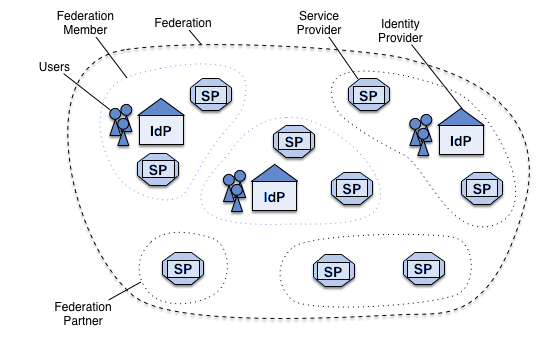 Federation
Member
Federation
Service
Provider
Identity
Provider
Users
SP
SP
IdP
IdP
SP
SP
IdP
SP
SP
SP
SP
SP
Federation
Partner